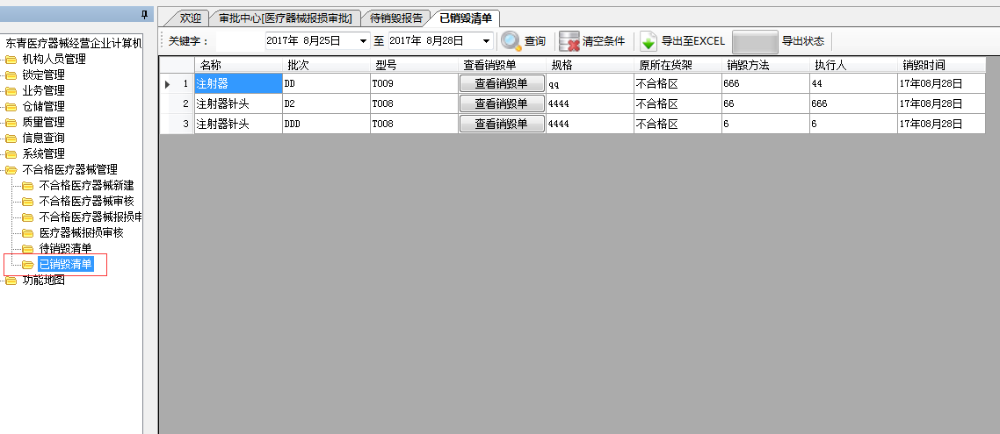 欢迎 审批中心[医疗器械报损审批] 待销毁报告 已销毁清单
关键字： 2017年 8月25日 至 2017年 8月28日 查询 清空条件 导出至EXCEL 导出状态
东青医疗器械经营企业计算机
机构人员管理
锁定管理
业务管理
仓储管理
质量管理
信息查询
系统管理
不合格医疗器械管理
不合格医疗器械新建
不合格医疗器械审核
不合格医疗器械报损申
医疗器械报损审核
待销毁清单
已销毁清单
功能地图
名称 批次 型号 查看销毁单 规格 原所在货架 销毁方法 执行人 销毁时间
1 注射器 DD T009 查看销毁单 qq 不合格区 666 44 17年08月28日
2 注射器针头 D2 T008 查看销毁单 4444 不合格区 66 666 17年08月28日
3 注射器针头 DDD T008 查看销毁单 4444 不合格区 6 6 17年08月28日